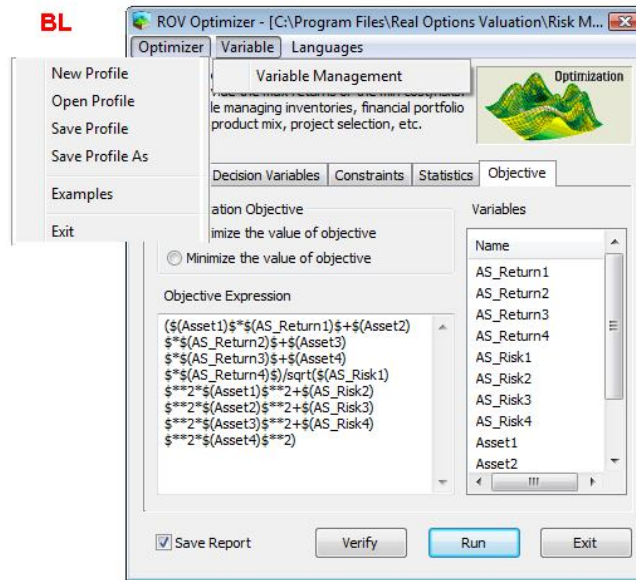 BL
ROV Optimizer - [C:\Program Files\Real Options Valuation\Risk M...
Optimizer Variable Languages
New Profile
Open Profile
Save Profile
Save Profile As
Examples
Exit
Variable Management
le managing inventories, financial portfolio
product mix, project selection, etc.
Optimization
Decision Variables Constraints Statistics Objective
ation Objective
imize the value of objective
Minimize the value of objective
Objective Expression
($(Asset1)$*$(AS_Return1)$+$(Asset2)
$*$(AS_Return2)$+$(Asset3)
$*$(AS_Return3)$+$(Asset4)
$*$(AS_Return4)$)/sqrt($(AS_Risk1)
$**2*$(Asset1)$**2+$(AS_Risk2)
$**2*$(Asset2)$**2+$(AS_Risk3)
$**2*$(Asset3)$**2+$(AS_Risk4)
$**2*$(Asset4)$**2)
Variables
Name
AS_Return1
AS_Return2
AS_Return3
AS_Return4
AS_Risk1
AS_Risk2
AS_Risk3
AS_Risk4
Asset1
Asset2
Save Report Verify Run Exit